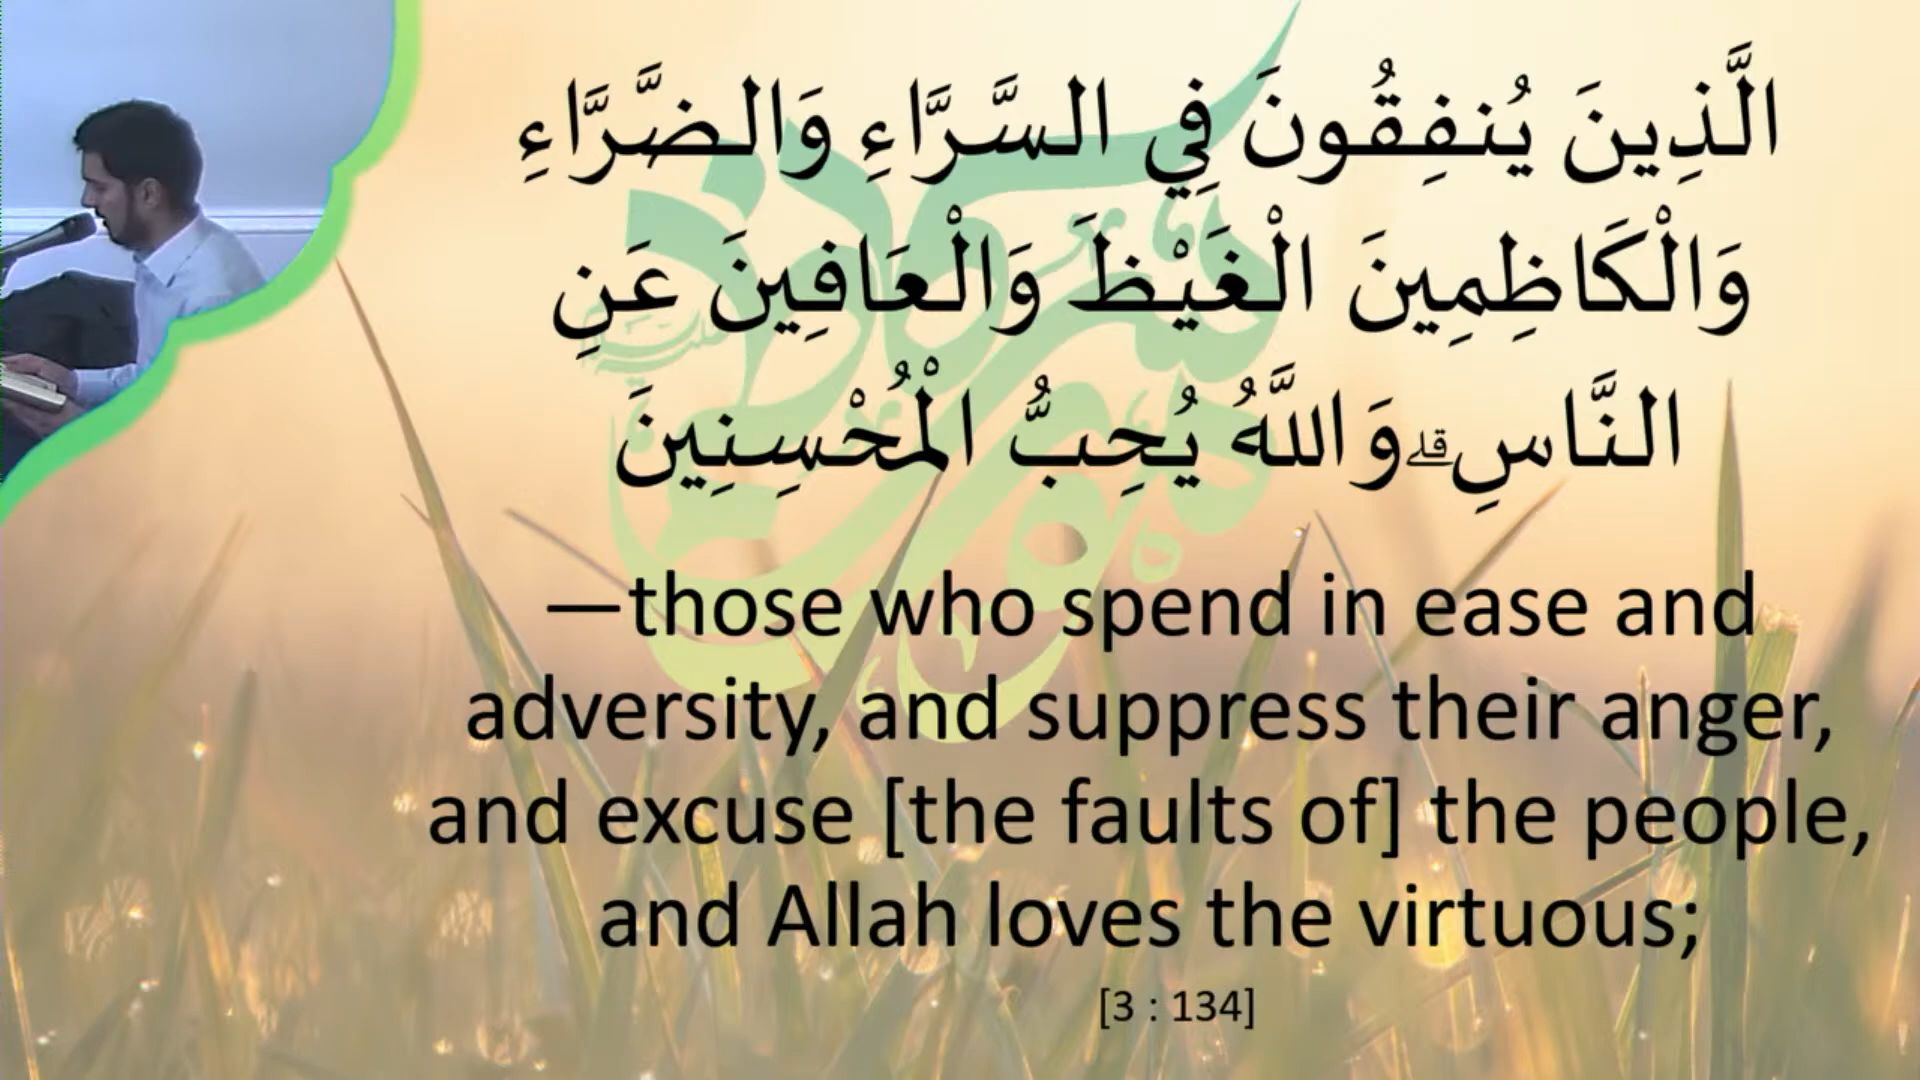 الَّذِينَ يُنفِقُونَ فِي السَّرَّاءِ وَالضَّرَّاءِ
وَالْكَاظِمِينَ الْغَيْظَ وَالْعَافِينَ عَنِ
النَّاسِ ۗ وَاللَّهُ يُحِبُّ الْمُحْسِنِينَ
—those who spend in ease and
adversity, and suppress their anger,
and excuse [the faults of] the people,
and Allah loves the virtuous;
[3 : 134]